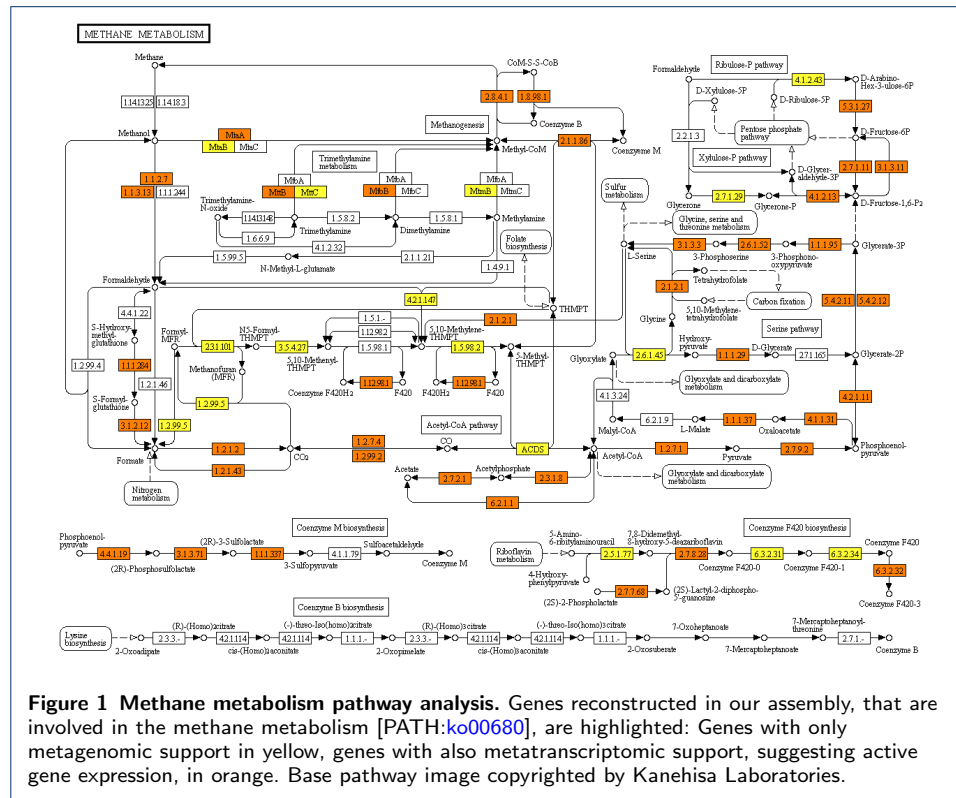 METHANE METABOLISM
Methane
CoM-S-S-CoB
Formaldehyde
Ribulose-P pathway
4.1.2.43
D-Arabino-
Hex-3-ulose-6P
D-Xylulose-5P
D-Ribulose-5P
1.14.13.25
1.14.18.3
2.8.4.1
1.8.98.1
5.3.1.27
Coenzyme B
Methanogenesis
Methanol
MtaA
MtaB
MtaC
Methyl-CoM
2.1.1.86
Coenzyme M
2.2.1.3
Pentose phosphate
pathway
D-Fructose-6P
Xylulose-P pathway
Trimethylamine
metabolism
MtbA
MtbA
MtbA
MttB
MttC
MtbB
MtbC
MtmB
MtmC
1.1.2.7
1.1.3.13
1.1.1.244
Sulfur
metabolism
D-Glycer-
aldehyde-3P
2.7.1.11
3.1.3.11
2.7.1.29
4.1.2.13
Glycerone
Glycerone-P
D-Fructose-1,6-P2
Trimethylamine-
N-oxide
1.5.8.2
1.5.8.1
Trimethylamine
Dimethylamine
Methylamine
1.6.6.9
4.1.2.32
Glycine, serine and
threonine metabolism
Folate
biosynthesis
1.5.99.5
2.1.1.21
N-Methyl-L-glutamate
1.4.9.1
L-Serine
3.1.3.3
2.6.1.52
1.1.1.95
Glycerate-3P
3-Phosphoserine
3-Phosphono-
oxypyruvate
Formaldehyde
Tetrahydrofolate
2.1.2.1
Carbon fixation
5.4.2.11
5.4.2.12
4.2.1.147
THMPT
4.4.1.22
5,10-Methylene-
tetrahydrofolate
Glycine
Serine pathway
S-Hydroxy-
methyl-
glutathione
Formyl-
MFR
N5-Formyl-
THMPT
1.5.1.-
1.12.98.2
1.5.98.1
5,10-Methylene-
THMPT
2.1.2.1
2.3.1.101
3.5.4.27
1.5.98.2
5,10-Methenyl-
THMPT
5-Methyl-
THMPT
Glyoxylate
2.6.1.45
Hydroxy-
pyruvate
1.1.1.29
D-Glycerate
2.7.1.165
Glycerate-2P
1.2.99.4
1.1.1.284
1.2.1.46
Methanofuran
(MFR)
1.12.98.1
1.12.98.1
Coenzyme F420H2
F420
F420H2
F420
Glyoxylate and dicarboxylate
metabolism
4.1.3.24
S-Formyl-
glutathione
1.2.99.5
3.1.2.12
1.2.99.5
Malyl-CoA
6.2.1.9
L-Malate
1.1.1.37
Oxaloacetate
4.1.1.31
4.2.1.11
Acetyl-CoA pathway
Formate
1.2.1.2
CO2
1.2.7.4
1.2.99.2
CO
ACDS
Acetyl-CoA
1.2.7.1
Pyruvate
2.7.9.2
Phosphoenol-
pyruvate
1.2.1.43
Acetate
2.7.2.1
Acetylphosphate
2.3.1.8
6.2.1.1
Nitrogen
metabolism
Glyoxylate and dicarboxylate
metabolism
Coenzyme M biosynthesis
Phosphoenol-
pyruvate
4.4.1.19
(2R)-Phosphosulfolactate
3.1.3.71
(2R)-3-Sulfolactate
1.1.1.337
3-Sulfopyruvate
4.1.1.79
Sulfoacetaldehyde
Coenzyme M
Coenzyme F420 biosynthesis
Riboflavin
metabolism
5-Amino-
6-ribitylaminouracil
2.5.1.77
4-Hydroxy-
phenylpyruvate
7,8-Didemethyl-
8-hydroxy-5-deazariboflavin
2.7.8.28
Coenzyme F420-0
6.3.2.31
Coenzyme F420-1
6.3.2.34
Coenzyme F420
6.3.2.32
Coenzyme F420-3
(2S)-2-Phospholactate
2.7.7.68
(2S)-Lactyl-2-diphospho-
5'-guanosine
Coenzyme B biosynthesis
Lysine
biosynthesis
2-Oxoadipate
2.3.3.-
(R)-(Homo)2citrate
4.2.1.114
cis-(Homo)2aconitate
4.2.1.114
(-)-threo-Iso(homo)2citrate
1.1.1.-
2-Oxopimelate
2.3.3.-
(R)-(Homo)3citrate
4.2.1.114
cis-(Homo)3aconitate
4.2.1.114
(-)-threo-Iso(homo)3citrate
1.1.1.-
2-Oxosuberate
7-Oxoheptanoate
7-Mercaptoheptanoate
7-Mercaptoheptanoyl-
threonine
2.7.1.-
Coenzyme B
Figure 1 Methane metabolism pathway analysis. Genes reconstructed in our assembly, that are
involved in the methane metabolism [PATH:ko00680], are highlighted: Genes with only
metagenomic support in yellow, genes with also metatranscriptomic support, suggesting active
gene expression, in orange. Base pathway image copyrighted by Kanehisa Laboratories.